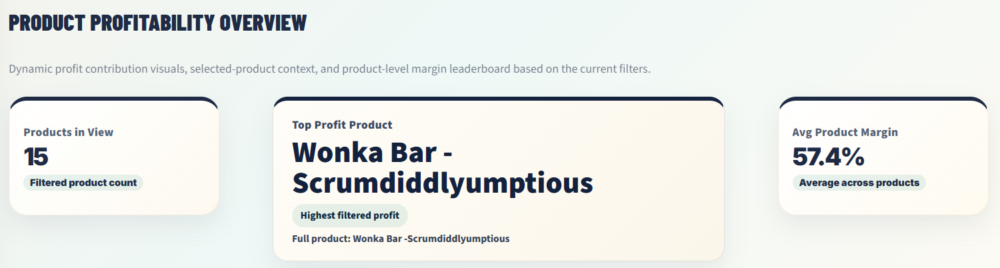 PRODUCT PROFITABILITY OVERVIEW
Dynamic profit contribution visuals, selected-product context, and product-level margin leaderboard based on the current filters.
Products in View
15
Filtered product count
Top Profit Product
Wonka Bar -
Scrumdiddlyumptious
Highest filtered profit
Full product: Wonka Bar -Scrumdiddlyumptious
Avg Product Margin
57.4%
Average across products